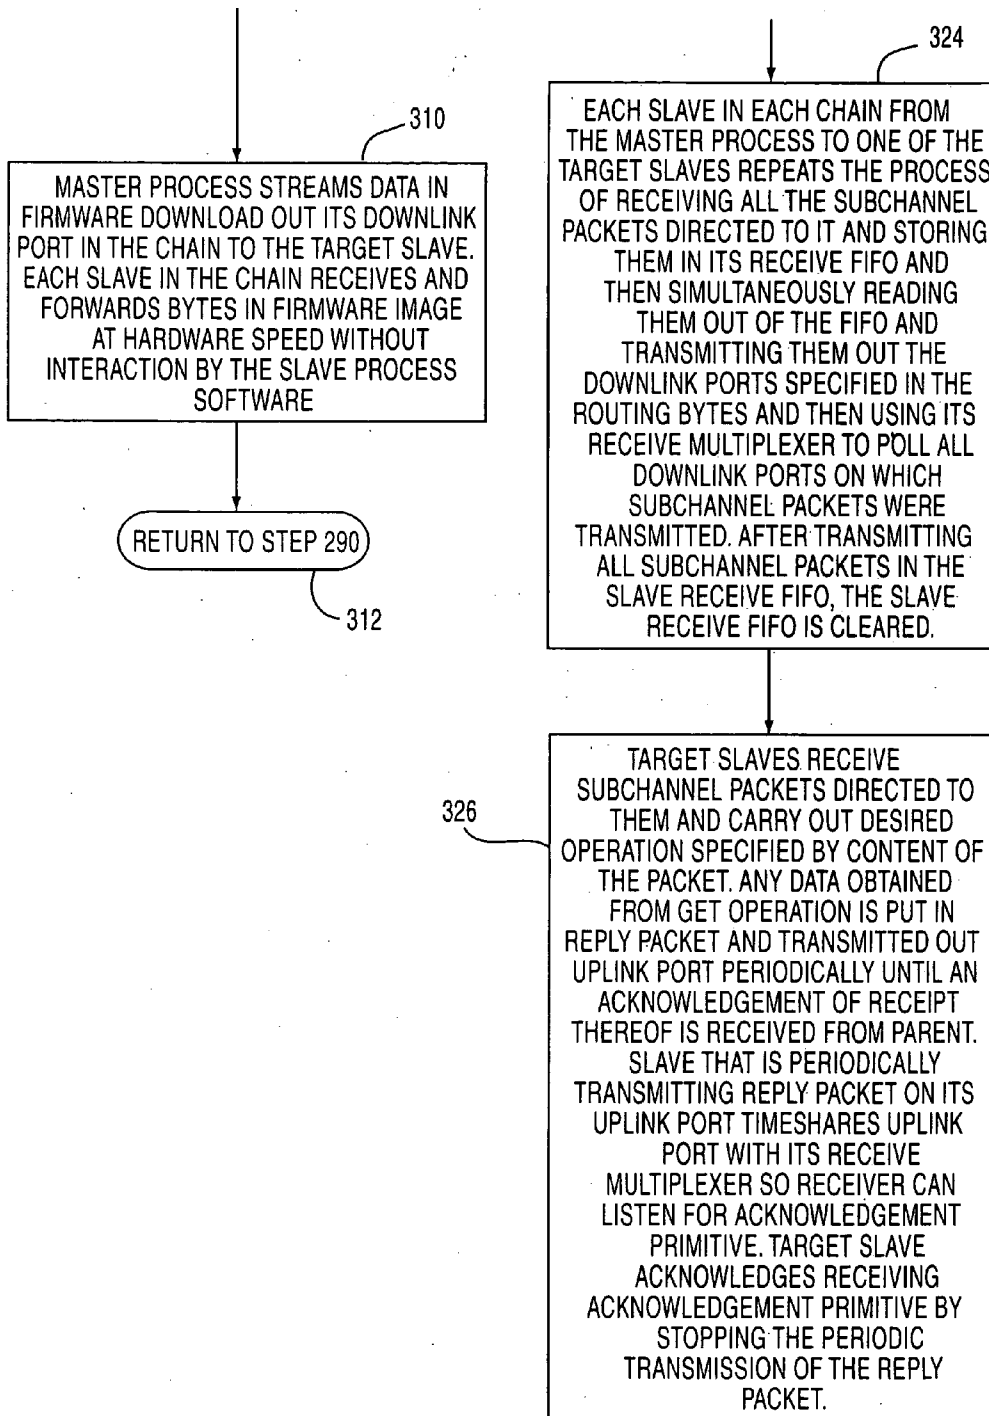 310
MASTER PROCESS STREAMS DATA IN
FIRMWARE DOWNLOAD OUT ITS DOWNLINK
PORT IN THE CHAIN TO THE TARGET SLAVE.
EACH SLAVE IN THE CHAIN RECEIVES AND
FORWARDS BYTES IN FIRMWARE IMAGE
AT HARDWARE SPEED WITHOUT
INTERACTION BY THE SLAVE PROCESS
SOFTWARE
RETURN TO STEP 290
312
324
EACH SLAVE IN EACH CHAIN FROM
THE MASTER PROCESS TO ONE OF THE
TARGET SLAVES REPEATS THE PROCESS
OF RECEIVING ALL THE SUBCHANNEL
PACKETS DIRECTED TO IT AND STORING
THEM IN ITS RECEIVE FIFO AND
THEN SIMULTANEOUSLY READING
THEM OUT OF THE FIFO AND
TRANSMITTING THEM OUT THE
DOWNLINK PORTS SPECIFIED IN THE
ROUTING BYTES AND THEN USING ITS
RECEIVE MULTIPLEXER TO POLL ALL
DOWNLINK PORTS ON WHICH
SUBCHANNEL PACKETS WERE
TRANSMITTED. AFTER TRANSMITTING
ALL SUBCHANNEL PACKETS IN THE
SLAVE RECEIVE FIFO, THE SLAVE
RECEIVE FIFO IS CLEARED.
326
TARGET SLAVES RECEIVE
SUBCHANNEL PACKETS DIRECTED TO
THEM AND CARRY OUT DESIRED
OPERATION SPECIFIED BY CONTENT OF
THE PACKET. ANY DATA OBTAINED
FROM GET OPERATION IS PUT IN
REPLY PACKET AND TRANSMITTED OUT
UPLINK PORT PERIODICALLY UNTIL AN
ACKNOWLEDGEMENT OF RECEIPT
THEREOF IS RECEIVED FROM PARENT.
SLAVE THAT IS PERIODICALLY
TRANSMITTING REPLY PACKET ON ITS
UPLINK PORT TIMESHARES UPLINK
PORT WITH ITS RECEIVE
MULTIPLEXER SO RECEIVER CAN
LISTEN FOR ACKNOWLEDGEMENT
PRIMITIVE. TARGET SLAVE
ACKNOWLEDGES RECEIVING
ACKNOWLEDGEMENT PRIMITIVE BY
STOPPING THE PERIODIC
TRANSMISSION OF THE REPLY
PACKET.